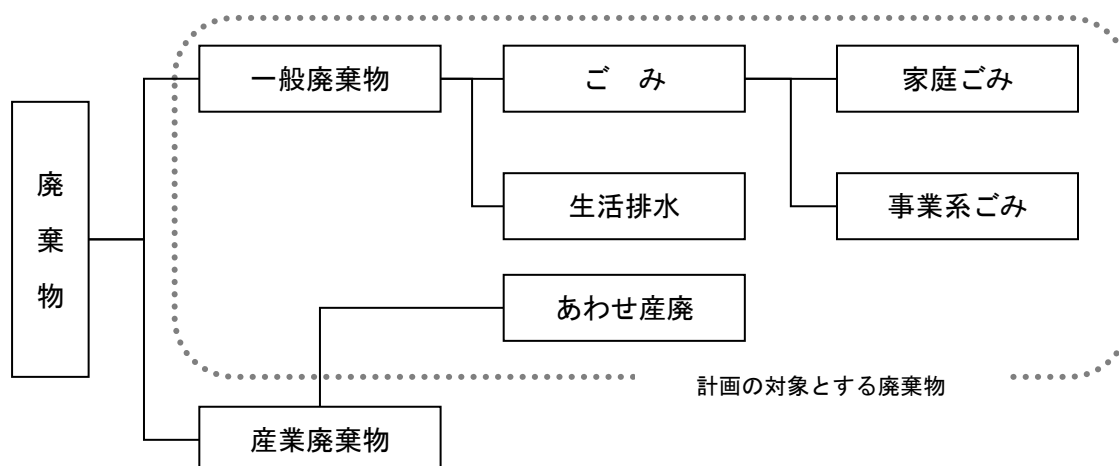 廃棄物
一般廃棄物
ご み
家庭ごみ
生活排水
事業系ごみ
あわせ産廃
計画の対象とする廃棄物
産業廃棄物